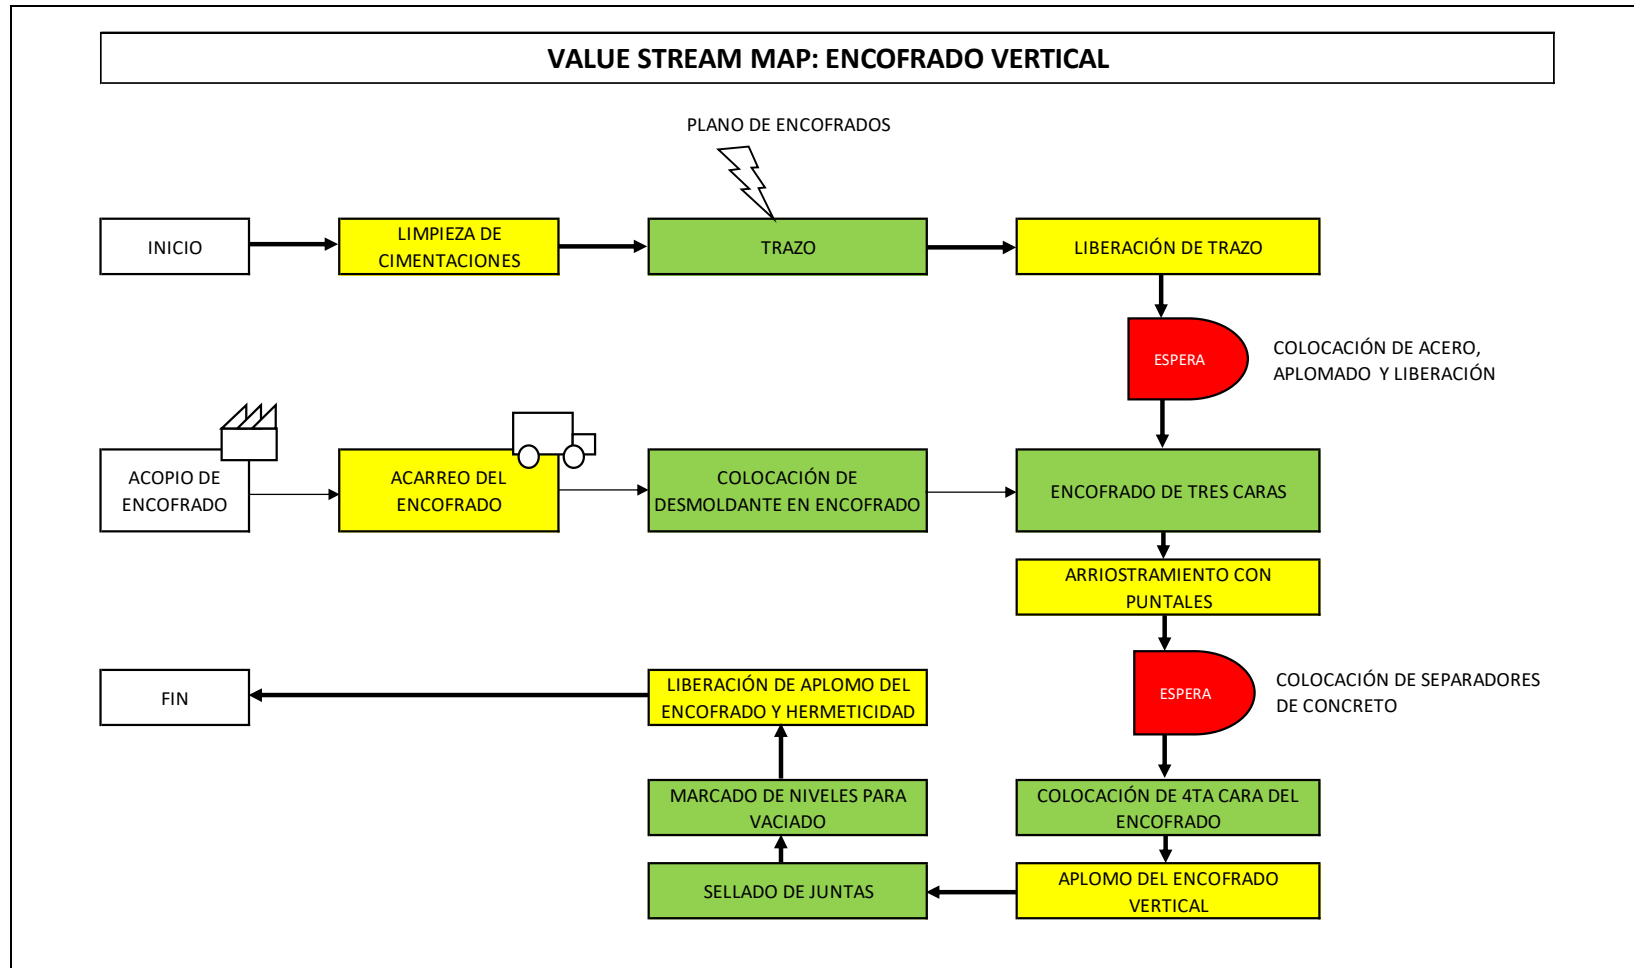 VALUE STREAM MAP: ENCOFRADO VERTICAL
PLANO DE ENCOFRADOS
INICIO
LIMPIEZA DE
CIMENTACIONES
TRAZO
LIBERACIÓN DE TRAZO
ESPERA
COLOCACIÓN DE ACERO,
APLOMADO Y LIBERACIÓN
ACOPIO DE
ENCOFRADO
ACARREO DEL
ENCOFRADO
COLOCACIÓN DE
DESMOLDANTE EN ENCOFRADO
ENCOFRADO DE TRES CARAS
ARRIOSTRAMIENTO CON
PUNTALES
ESPERA
COLOCACIÓN DE SEPARADORES
DE CONCRETO
FIN
LIBERACIÓN DE APLOMO DEL
ENCOFRADO Y HERMETICIDAD
MARCADO DE NIVELES PARA
VACIADO
COLOCACIÓN DE 4TA CARA DEL
ENCOFRADO
SELLADO DE JUNTAS
APLOMO DEL ENCOFRADO
VERTICAL